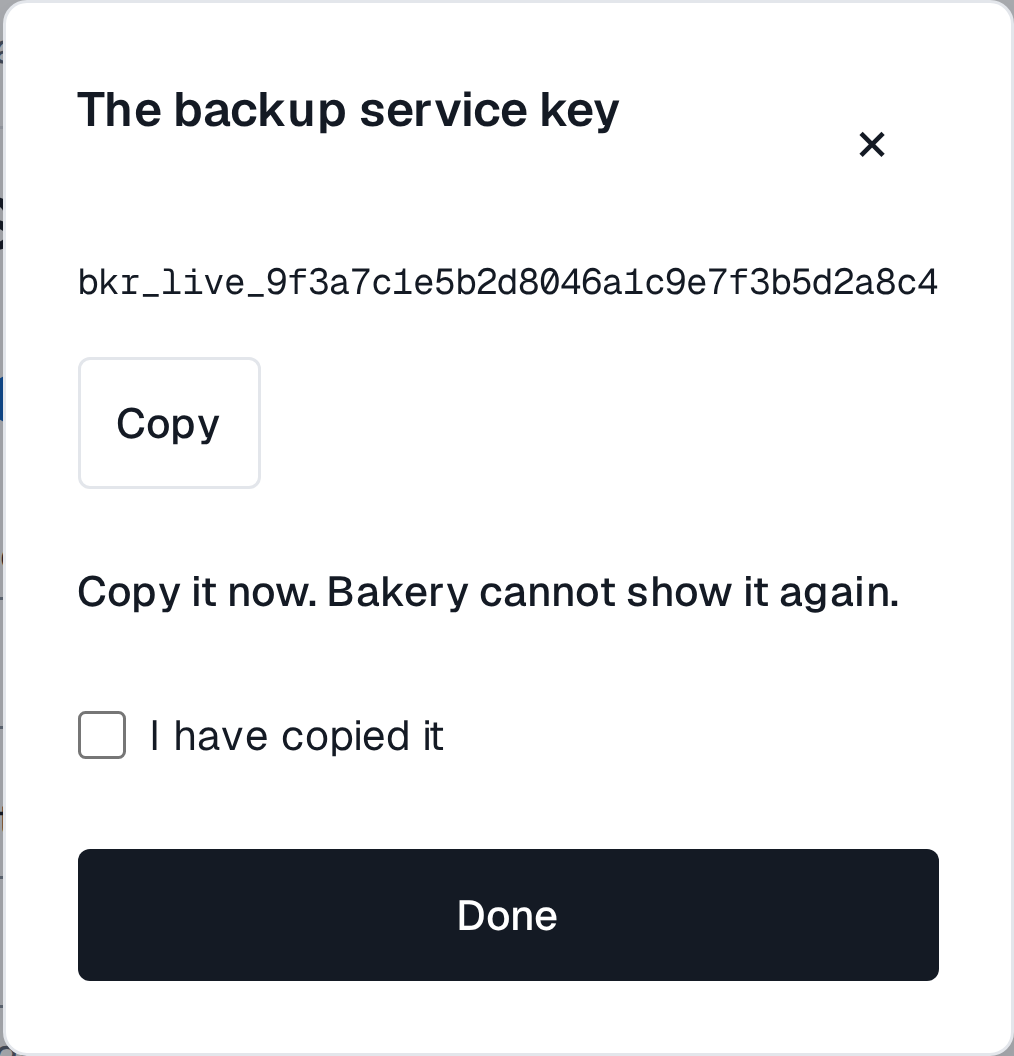 The backup service key
×
bkr_live_9f3a7c1e5b2d8046a1c9e7f3b5d2a8c4
Copy
Copy it now. Bakery cannot show it again.
I have copied it
Done